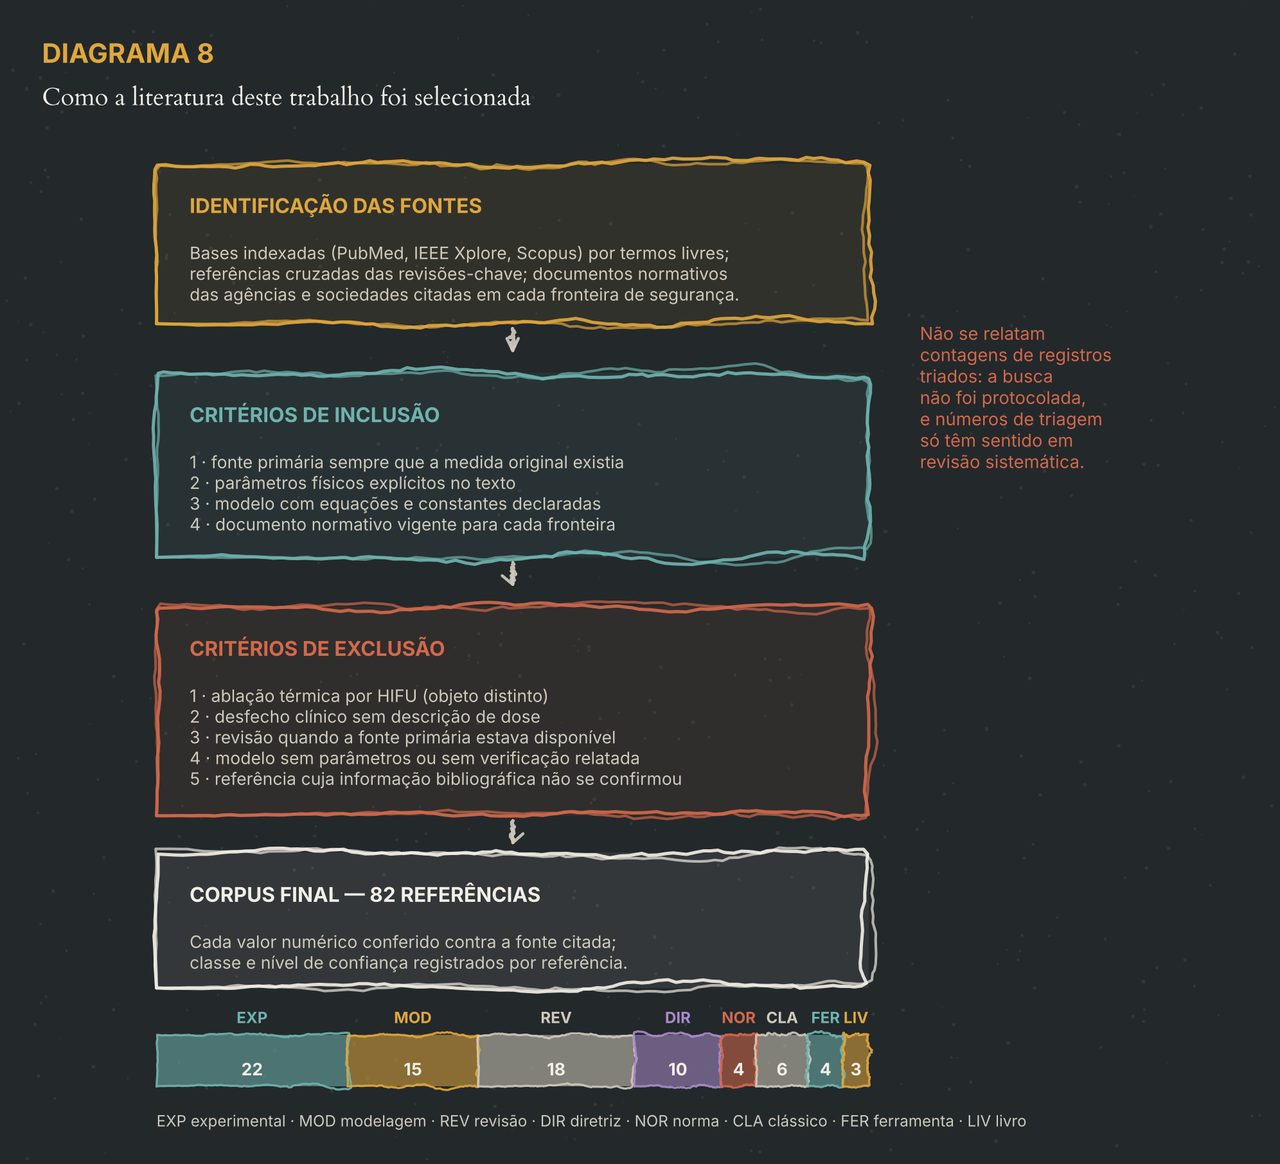 DIAGRAMA 8
Como a literatura deste trabalho foi selecionada
IDENTIFICAÇÃO DAS FONTES
Bases indexadas (PubMed, IEEE Xplore, Scopus) por termos livres;
referências cruzadas das revisões-chave; documentos normativos
das agências e sociedades citadas em cada fronteira de segurança.
Não se relatam
contagens de registros
triados: a busca
não foi protocolada,
e números de triagem
só têm sentido em
revisão sistemática.
CRITÉRIOS DE INCLUSÃO
1 · fonte primária sempre que a medida original existia
2 · parâmetros físicos explícitos no texto
3 · modelo com equações e constantes declaradas
4 · documento normativo vigente para cada fronteira
CRITÉRIOS DE EXCLUSÃO
1 · ablação térmica por HIFU (objeto distinto)
2 · desfecho clínico sem descrição de dose
3 · revisão quando a fonte primária estava disponível
4 · modelo sem parâmetros ou sem verificação relatada
5 · referência cuja informação bibliográfica não se confirmou
CORPUS FINAL — 82 REFERÊNCIAS
Cada valor numérico conferido contra a fonte citada;
classe e nível de confiança registrados por referência.
EXP MOD REV DIR NOR CLA FER LIV
22 15 18 10 4 6 4 3
EXP experimental · MOD modelagem · REV revisão · DIR diretriz · NOR norma · CLA clássico · FER ferramenta · LIV livro